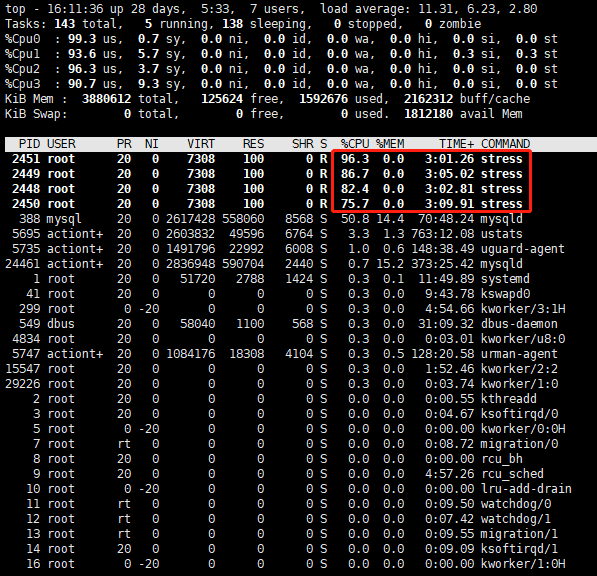 top - 16:11:36 up 28 days,  5:33,  7 users,  load average: 11.31, 6.23, 2.80
Tasks: 143 total,   5 running, 138 sleeping,   0 stopped,   0 zombie
%Cpu0  : 99.3 us,  0.7 sy,  0.0 ni,  0.0 id,  0.0 wa,  0.0 hi,  0.0 si,  0.0 st
%Cpu1  : 93.6 us,  5.7 sy,  0.0 ni,  0.0 id,  0.0 wa,  0.0 hi,  0.3 si,  0.3 st
%Cpu2  : 96.3 us,  3.7 sy,  0.0 ni,  0.0 id,  0.0 wa,  0.0 hi,  0.0 si,  0.0 st
%Cpu3  : 90.7 us,  9.3 sy,  0.0 ni,  0.0 id,  0.0 wa,  0.0 hi,  0.0 si,  0.0 st
KiB Mem :  3880612 total,   125624 free,  1592676 used,  2162312 buff/cache
KiB Swap:        0 total,        0 free,        0 used.  1812180 avail Mem
PID USER      PR  NI    VIRT    RES    SHR S  %CPU %MEM     TIME+ COMMAND
2451 root      20   0    7308    100      0 R  96.3  0.0   3:01.26 stress
2449 root      20   0    7308    100      0 R  86.7  0.0   3:05.02 stress
2448 root      20   0    7308    100      0 R  82.4  0.0   3:02.81 stress
2450 root      20   0    7308    100      0 R  75.7  0.0   3:09.91 stress
388 mysql     20   0 2617428 558060   8568 S  50.8 14.4  70:48.24 mysqld
5695 actiont+  20   0 2603832  49596   6764 S   3.3  1.3 763:12.08 ustats
5735 actiont+  20   0 1491796  22992   6008 S   1.0  0.6 148:38.49 uguard-agent
24461 actiont+  20   0 2836948 590704   2440 S   0.7 15.2 373:25.42 mysqld
1 root      20   0   51720   2788   1424 S   0.3  0.1  11:49.89 systemd
41 root      20   0       0      0      0 S   0.3  0.0   9:43.78 kswapd0
299 root       0 -20       0      0      0 S   0.3  0.0   4:54.66 kworker/3:1H
549 dbus      20   0   58040   1100    568 S   0.3  0.0  31:09.32 dbus-daemon
4834 root      20   0       0      0      0 S   0.3  0.0   0:03.01 kworker/u8:0
5747 actiont+  20   0 1084176  18308   4104 S   0.3  0.5 128:20.58 urman-agent
15547 root      20   0       0      0      0 S   0.3  0.0   1:52.46 kworker/2:2
29226 root      20   0       0      0      0 S   0.3  0.0   0:03.74 kworker/1:0
2 root      20   0       0      0      0 S   0.0  0.0   0:00.55 kthreadd
3 root      20   0       0      0      0 S   0.0  0.0   0:04.67 ksoftirqd/0
5 root       0 -20       0      0      0 S   0.0  0.0   0:00.00 kworker/0:0H
7 root      rt   0       0      0      0 S   0.0  0.0   0:08.72 migration/0
8 root      20   0       0      0      0 S   0.0  0.0   0:00.00 rcu_bh
9 root      20   0       0      0      0 S   0.0  0.0   4:57.26 rcu_sched
10 root       0 -20       0      0      0 S   0.0  0.0   0:00.00 lru-add-drain
11 root      rt   0       0      0      0 S   0.0  0.0   0:09.50 watchdog/0
12 root      rt   0       0      0      0 S   0.0  0.0   0:07.42 watchdog/1
13 root      rt   0       0      0      0 S   0.0  0.0   0:09.55 migration/1
14 root      20   0       0      0      0 S   0.0  0.0   0:09.09 ksoftirqd/1
16 root       0 -20       0      0      0 S   0.0  0.0   0:00.00 kworker/1:0H